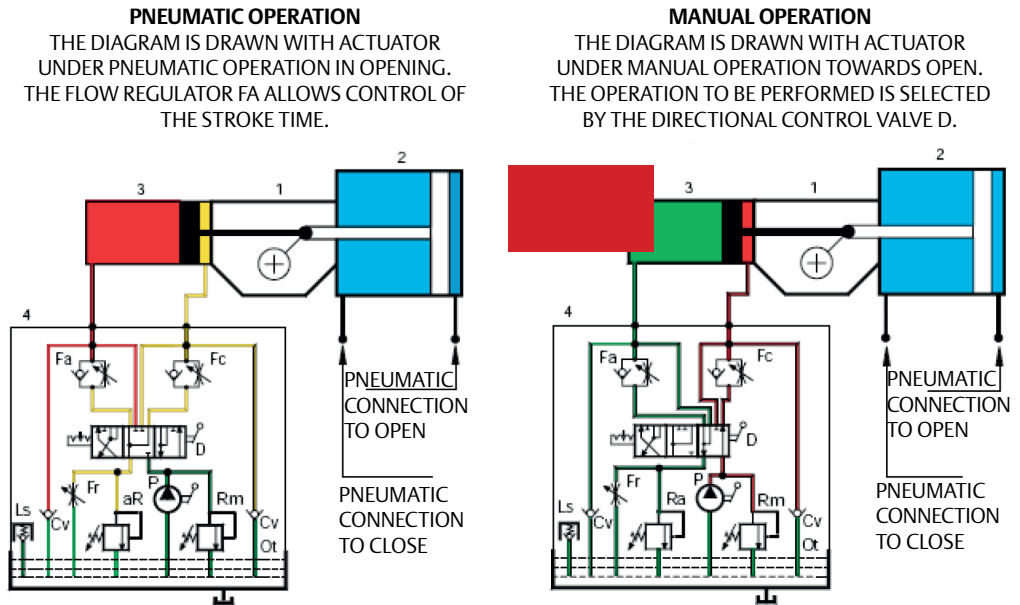 PNEUMATIC OPERATION
THE DIAGRAM IS DRAWN WITH ACTUATOR
UNDER PNEUMATIC OPERATION IN OPENING.
THE FLOW REGULATOR FA ALLOWS CONTROL OF
THE STROKE TIME.
2
3
1
4
Fa
Fc
D
Fr
aR
P
Rm
Ls
Cv
Cv
Ot
PNEUMATIC
CONNECTION
TO OPEN
PNEUMATIC
CONNECTION
TO CLOSE
MANUAL OPERATION
THE DIAGRAM IS DRAWN WITH ACTUATOR
UNDER MANUAL OPERATION TOWARDS OPEN.
THE OPERATION TO BE PERFORMED IS SELECTED
BY THE DIRECTIONAL CONTROL VALVE D.
2
3
1
4
Fa
Fc
D
Fr
Ra
P
Rm
Ls
Cv
Cv
Ot
PNEUMATIC
CONNECTION
TO OPEN
PNEUMATIC
CONNECTION
TO CLOSE